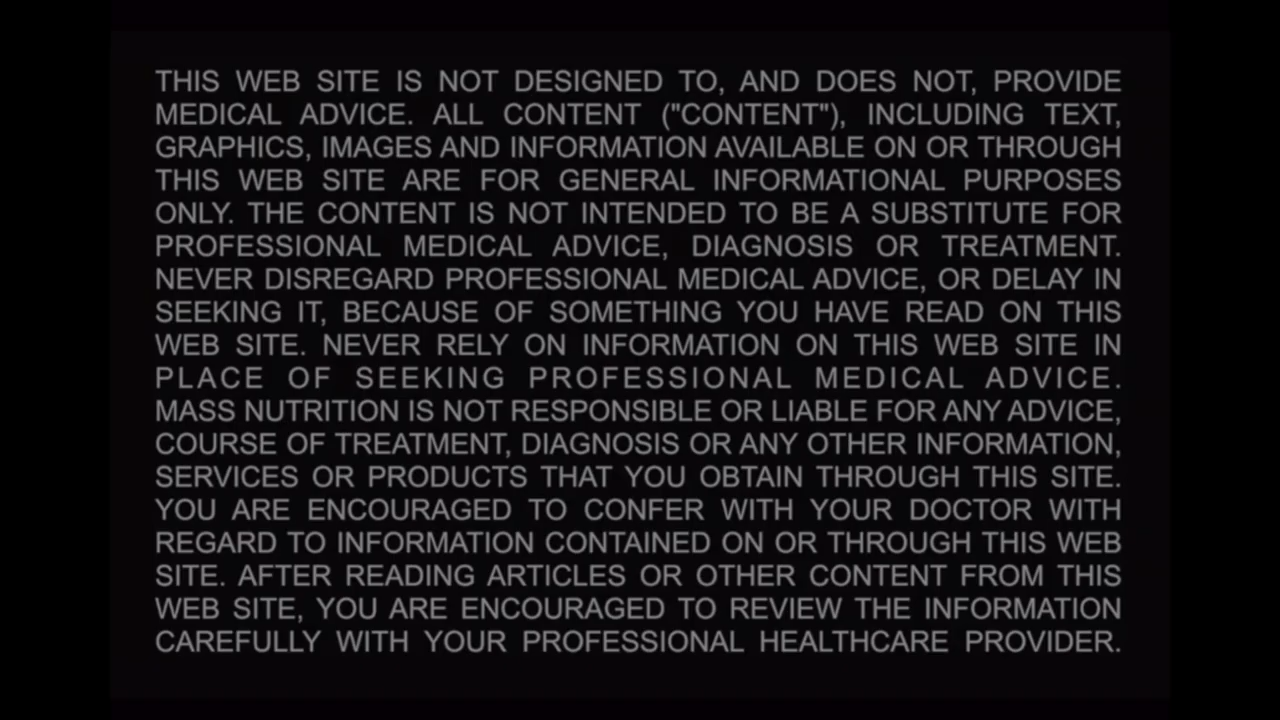 THIS WEB SITE IS NOT DESIGNED TO, AND DOES NOT, PROVIDE
MEDICAL ADVICE. ALL CONTENT ("CONTENT"), INCLUDING TEXT,
GRAPHICS, IMAGES AND INFORMATION AVAILABLE ON OR THROUGH
THIS WEB SITE ARE FOR GENERAL INFORMATIONAL PURPOSES
ONLY. THE CONTENT IS NOT INTENDED TO BE A SUBSTITUTE FOR
PROFESSIONAL MEDICAL ADVICE, DIAGNOSIS OR TREATMENT.
NEVER DISREGARD PROFESSIONAL MEDICAL ADVICE, OR DELAY IN
SEEKING IT, BECAUSE OF SOMETHING YOU HAVE READ ON THIS
WEB SITE. NEVER RELY ON INFORMATION ON THIS WEB SITE IN
PLACE OF SEEKING PROFESSIONAL MEDICAL ADVICE.
MASS NUTRITION IS NOT RESPONSIBLE OR LIABLE FOR ANY ADVICE,
COURSE OF TREATMENT, DIAGNOSIS OR ANY OTHER INFORMATION,
SERVICES OR PRODUCTS THAT YOU OBTAIN THROUGH THIS SITE.
YOU ARE ENCOURAGED TO CONFER WITH YOUR DOCTOR WITH
REGARD TO INFORMATION CONTAINED ON OR THROUGH THIS WEB
SITE. AFTER READING ARTICLES OR OTHER CONTENT FROM THIS
WEB SITE, YOU ARE ENCOURAGED TO REVIEW THE INFORMATION
CAREFULLY WITH YOUR PROFESSIONAL HEALTHCARE PROVIDER.